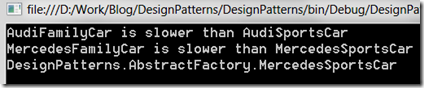 file:///D:/Work/Blog/DesignPatterns/DesignPatterns/bin/Debug/DesignPa
AudiFamilyCar is slower than AudiSportsCar
MercedesFamilyCar is slower than MercedesSportsCar
DesignPatterns.AbstractFactory.MercedesSportsCar